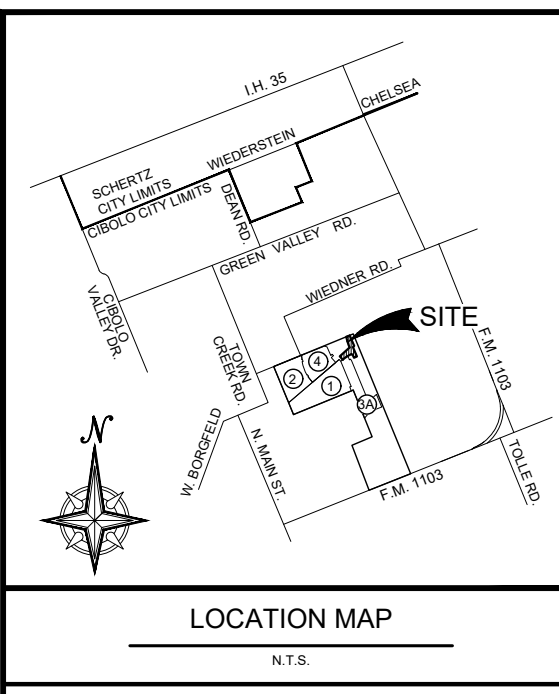 I.H. 35
CHELSEA
WIEDERSTEIN
SCHERTZ
CITY LIMITS
CIBOLO CITY LIMITS
DEAN RD.
GREEN VALLEY RD.
CIBOLO
VALLEY DR.
WIEDNER RD.
SITE
F.M. 1103
TOWN
CREEK RD.
4
2
1
3A
W. BORGFELD
N. MAIN ST.
F.M. 1103
TOLLE RD.
N
LOCATION MAP
N.T.S.